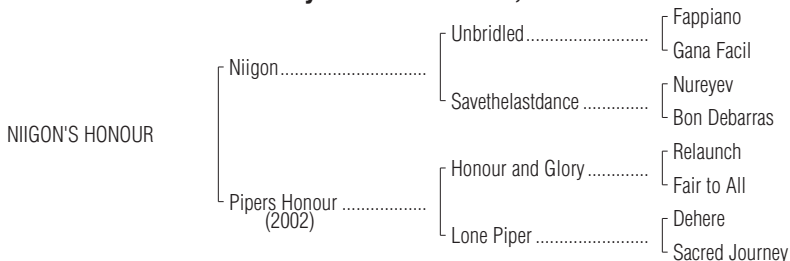 Fappiano
Unbridled..........................
Gana Facil
Niigon...............................
Nureyev
Savethelastdance ..............
Bon Debarras
NIIGON'S HONOUR
Relaunch
Honour and Glory.............
Fair to All
Pipers Honour ..................
(2002)
Dehere
Lone Piper ........................
Sacred Journey